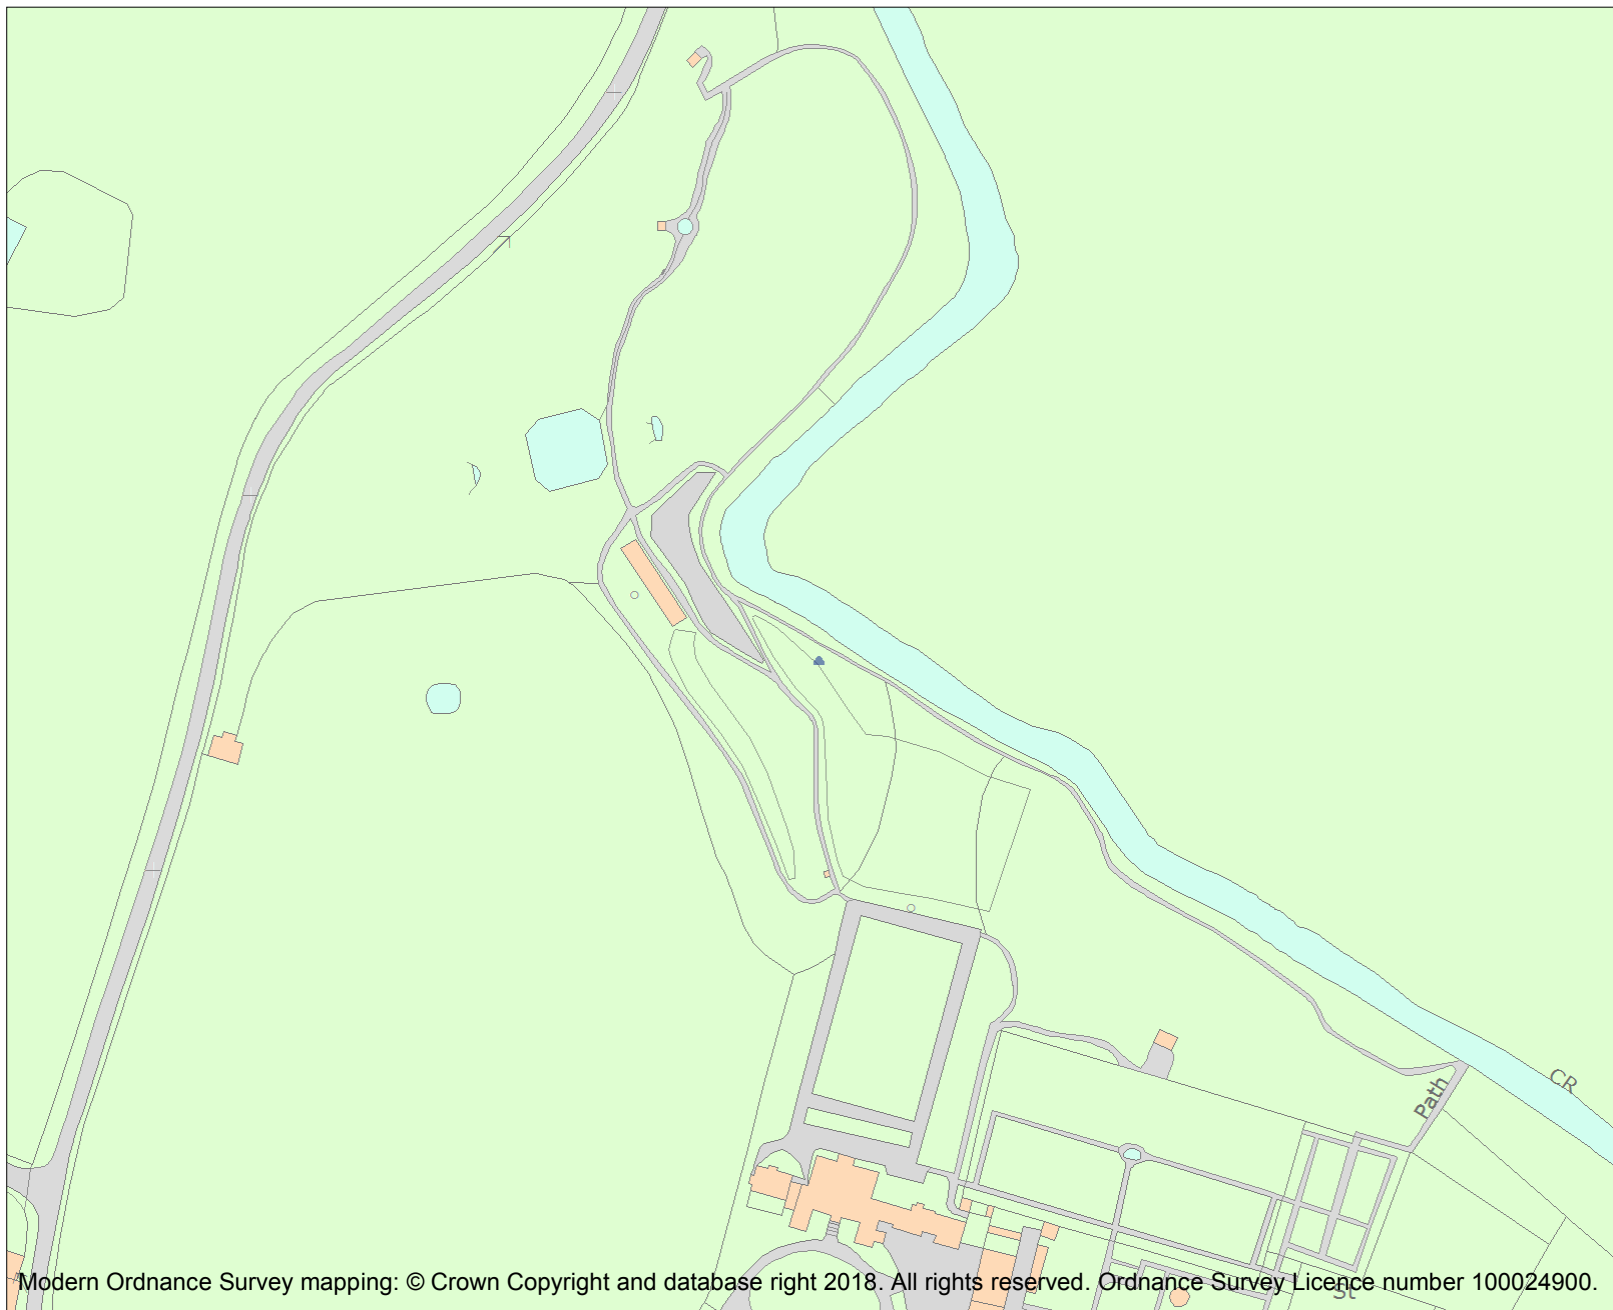 CR
Path
Modern Ordnance Survey mapping: © Crown Copyright and database right 2018. All rights reserved. Ordnance Survey Licence number 100024900.
St